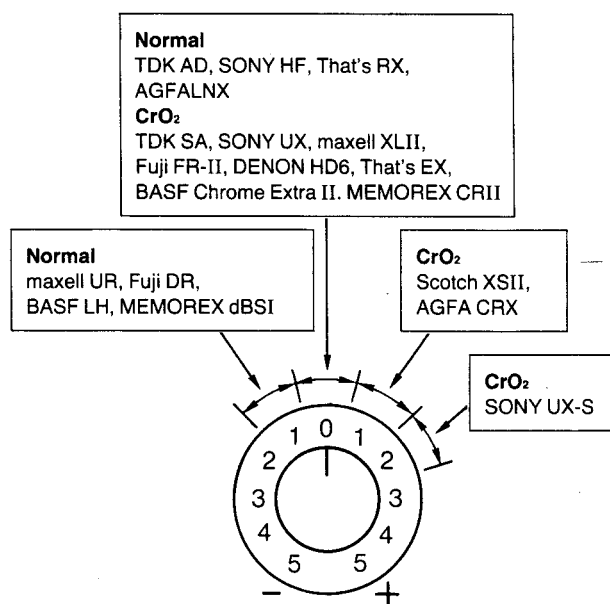 Normal
TDK AD, SONY HF, That's RX,
AGFALNX
CrO₂
TDK SA, SONY UX, maxell XLII,
Fuji FR-II, DENON HD6, That's EX,
BASF Chrome Extra II. MEMOREX CRII
Normal
maxell UR, Fuji DR,
BASF LH, MEMOREX dBSI
CrO₂
Scotch XSII,
AGFA CRX
CrO₂
SONY UX-S
1 0 1
2 2
3 3
4 4
5 5
− +